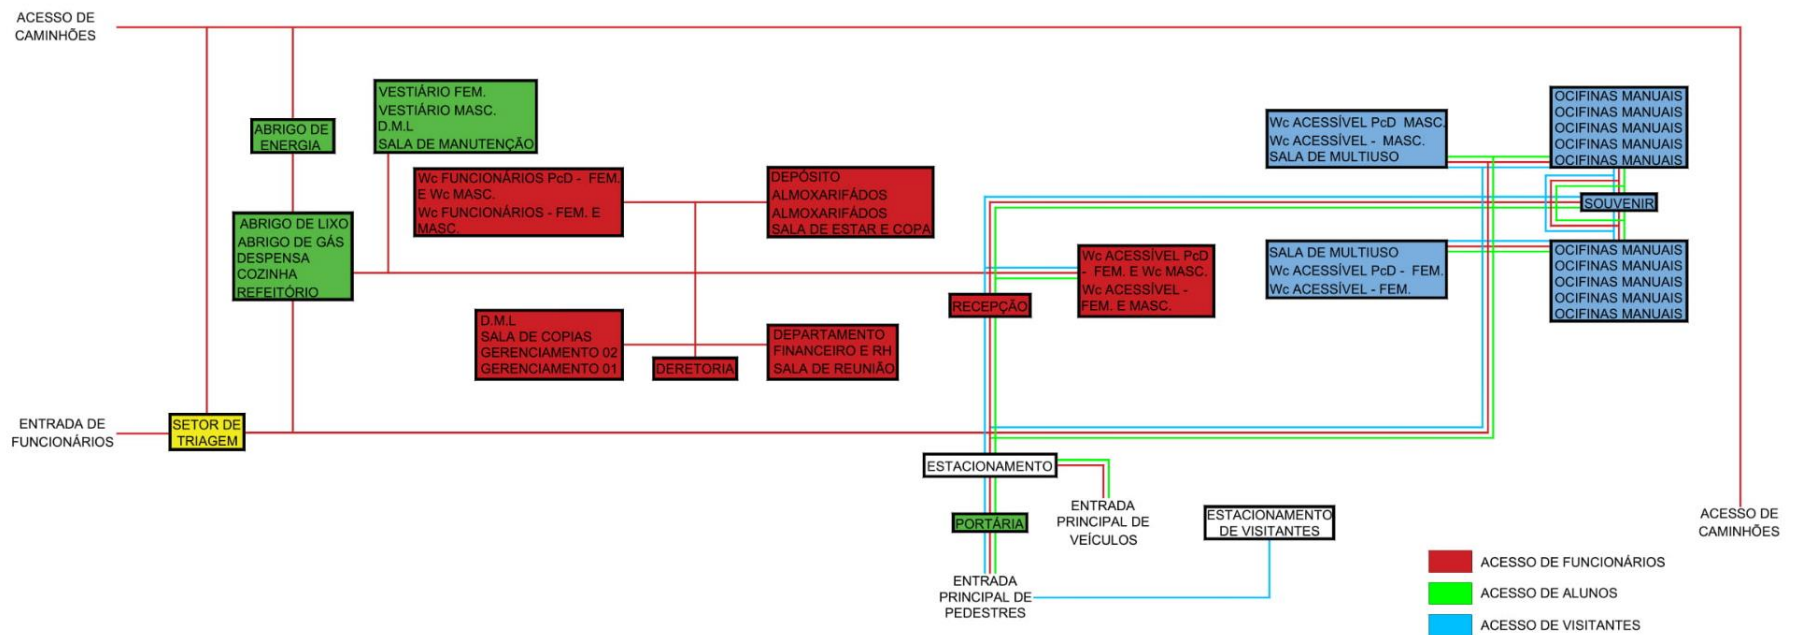 ACESSO DE
CAMINHÕES
ABRIGO DE
ENERGIA
VESTIÁRIO FEM.
VESTIÁRIO MASC.
D.M.L
SALA DE MANUTENÇÃO
Wc FUNCIONÁRIOS PcD - FEM.
E Wc MASC.
Wc FUNCIONÁRIOS - FEM. E
MASC.
DEPÓSITO
ALMOXARIFÁDOS
ALMOXARIFÁDOS
SALA DE ESTAR E COPA
ABRIGO DE LIXO
ABRIGO DE GÁS
DESPENSA
COZINHA
REFEITÓRIO
D.M.L
SALA DE COPIAS
GERENCIAMENTO 02
GERENCIAMENTO 01
DERETORIA
DEPARTAMENTO
FINANCEIRO E RH
SALA DE REUNIÃO
RECEPÇÃO
Wc ACESSÍVEL PcD
- FEM. E Wc MASC.
Wc ACESSÍVEL -
FEM. E MASC.
Wc ACESSÍVEL PcD MASC.
Wc ACESSÍVEL - MASC.
SALA DE MULTIUSO
OCIFINAS MANUAIS
OCIFINAS MANUAIS
OCIFINAS MANUAIS
OCIFINAS MANUAIS
OCIFINAS MANUAIS
SOUVENIR
SALA DE MULTIUSO
Wc ACESSÍVEL PcD - FEM.
Wc ACESSÍVEL - FEM.
OCIFINAS MANUAIS
OCIFINAS MANUAIS
OCIFINAS MANUAIS
OCIFINAS MANUAIS
OCIFINAS MANUAIS
ENTRADA DE
FUNCIONÁRIOS
SETOR DE
TRIAGEM
ESTACIONAMENTO
PORTÁRIA
ENTRADA
PRINCIPAL DE
VEÍCULOS
ESTACIONAMENTO
DE VISITANTES
ENTRADA
PRINCIPAL DE
PEDESTRES
ACESSO DE
CAMINHÕES
ACESSO DE FUNCIONÁRIOS
ACESSO DE ALUNOS
ACESSO DE VISITANTES